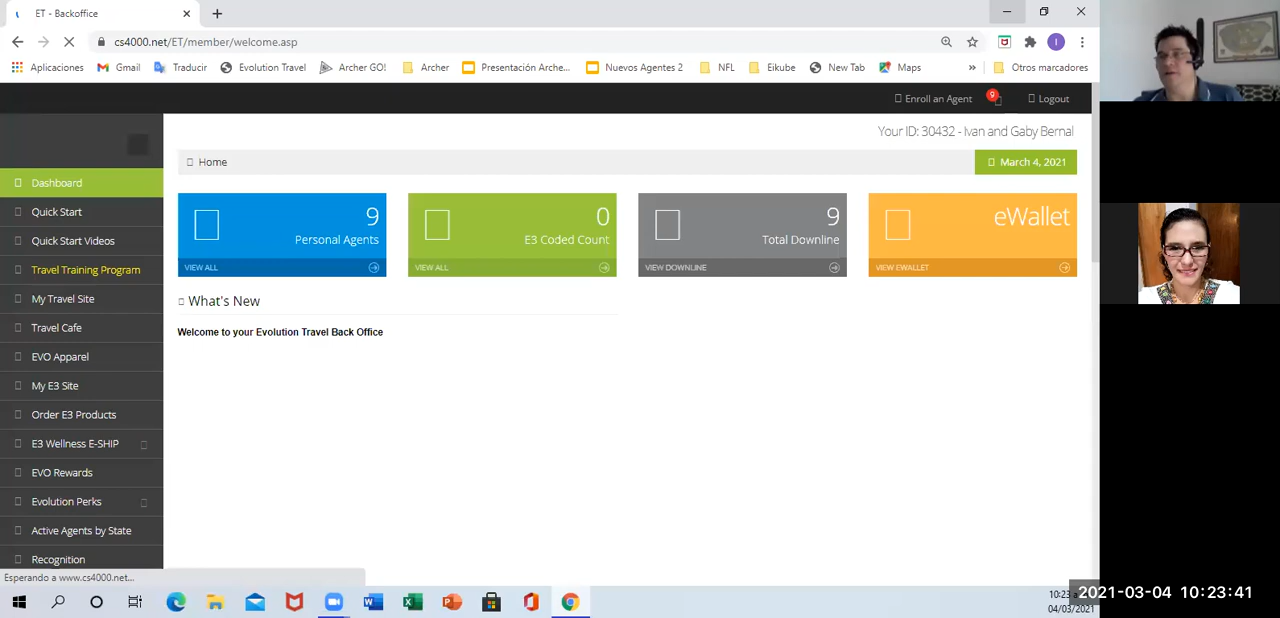 ET - Backoffice
cs4000.net/ET/member/welcome.asp
Aplicaciones Gmail Traducir Evolution Travel Archer GO! Archer Presentación Arche... Nuevos Agentes 2 NFL Eikube New Tab Maps » Otros marcadores
Enroll an Agent 9 Logout
Your ID: 30432 - Ivan and Gaby Bernal
Home March 4, 2021
Dashboard
Quick Start
Quick Start Videos
Travel Training Program
My Travel Site
Travel Cafe
EVO Apparel
My E3 Site
Order E3 Products
E3 Wellness E-SHIP
EVO Rewards
Evolution Perks
Active Agents by State
Recognition
9
Personal Agents
VIEW ALL
0
E3 Coded Count
VIEW ALL
9
Total Downline
VIEW DOWNLINE
eWallet
VIEW EWALLET
What's New
Welcome to your Evolution Travel Back Office
Esperando a www.cs4000.net...
10:23
04/03/2021
2021-03-04 10:23:41